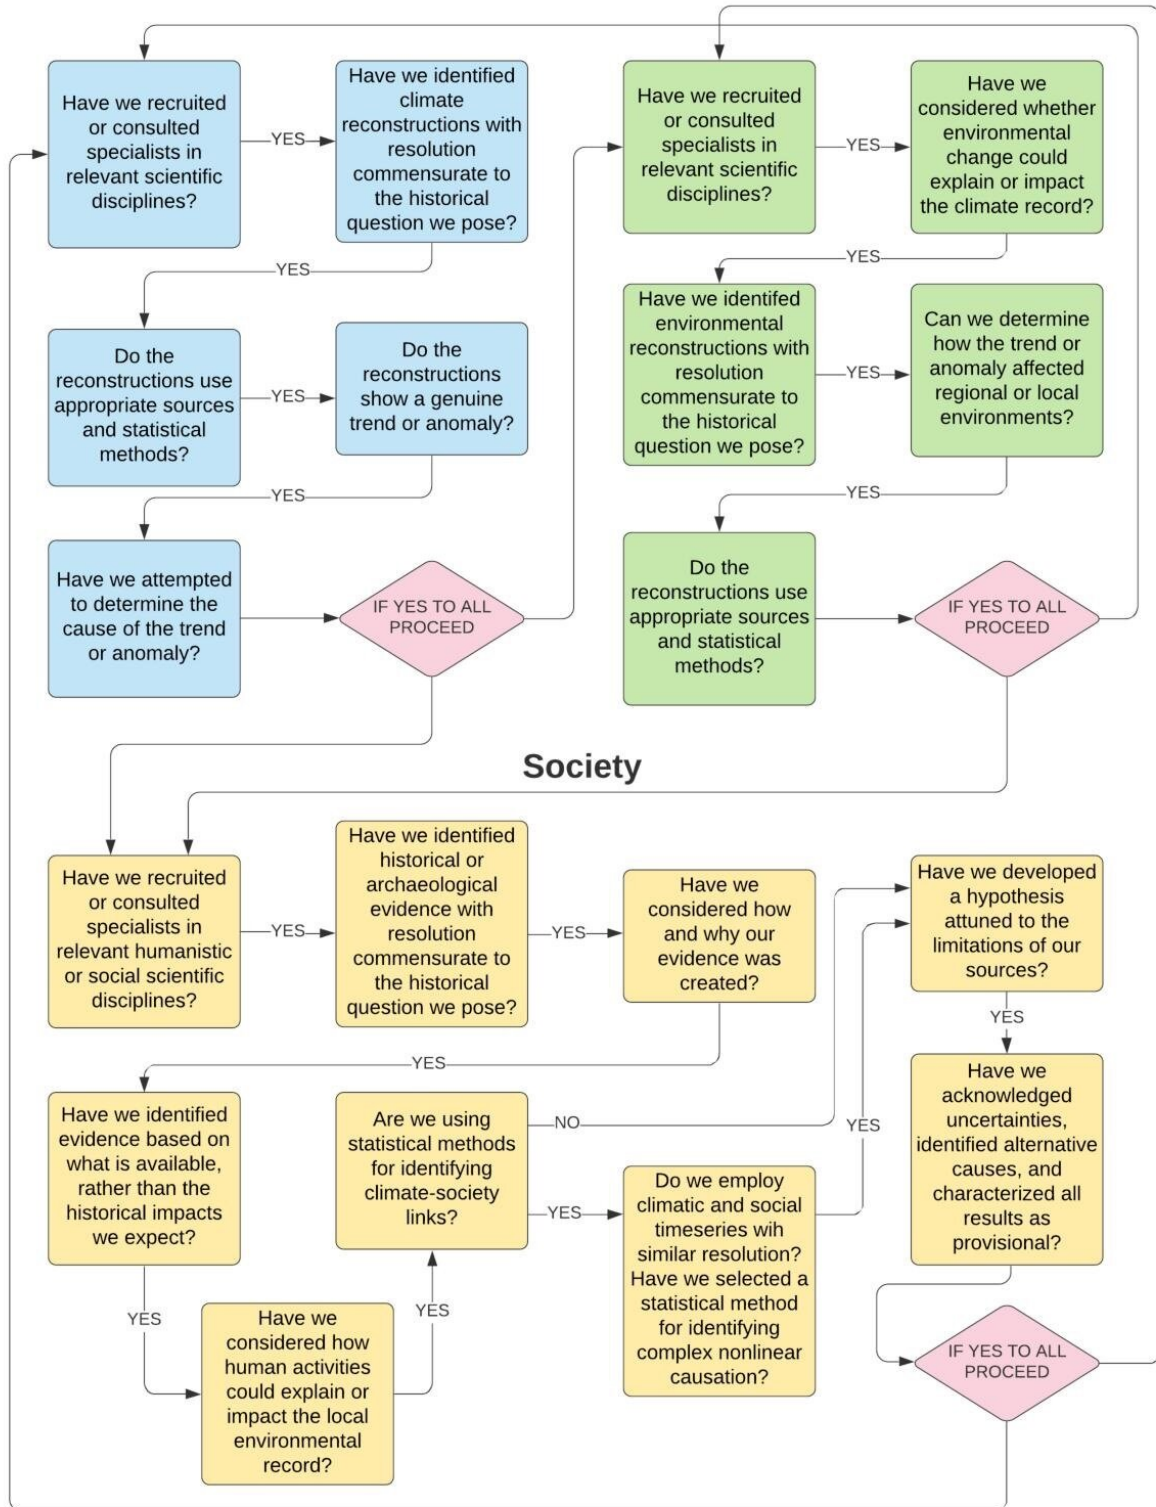 Have we recruited
or consulted
specialists in
relevant scientific
disciplines?
YES
Have we identified
climate
reconstructions with
resolution
commensurate to
the historical
question we pose?
YES
Do the
reconstructions use
appropriate sources
and statistical
methods?
YES
Do the
reconstructions
show a genuine
trend or anomaly?
YES
Have we attempted
to determine the
cause of the trend
or anomaly?
IF YES TO ALL
PROCEED
Have we recruited
or consulted
specialists in
relevant scientific
disciplines?
YES
Have we
considered whether
environmental
change could
explain or impact
the climate record?
YES
Have we identifed
environmental
reconstructions with
resolution
commensurate to
the historical
question we pose?
YES
Can we determine
how the trend or
anomaly affected
regional or local
environments?
YES
Do the
reconstructions use
appropriate sources
and statistical
methods?
IF YES TO ALL
PROCEED
Society
Have we recruited
or consulted
specialists in
relevant humanistic
or social scientific
disciplines?
YES
Have we identified
historical or
archaeological
evidence with
resolution
commensurate to
the historical
question we pose?
YES
Have we
considered how
and why our
evidence was
created?
YES
Have we identified
evidence based on
what is available,
rather than the
historical impacts
we expect?
YES
Have we
considered how
human activities
could explain or
impact the local
environmental
record?
YES
Are we using
statistical methods
for identifying
climate-society
links?
NO
YES
Do we employ
climatic and social
timeseries wih
similar resolution?
Have we selected a
statistical method
for identifying
complex nonlinear
causation?
YES
Have we developed
a hypothesis
attuned to the
limitations of our
sources?
YES
Have we
acknowledged
uncertainties,
identified alternative
causes, and
characterized all
results as
provisional?
IF YES TO ALL
PROCEED